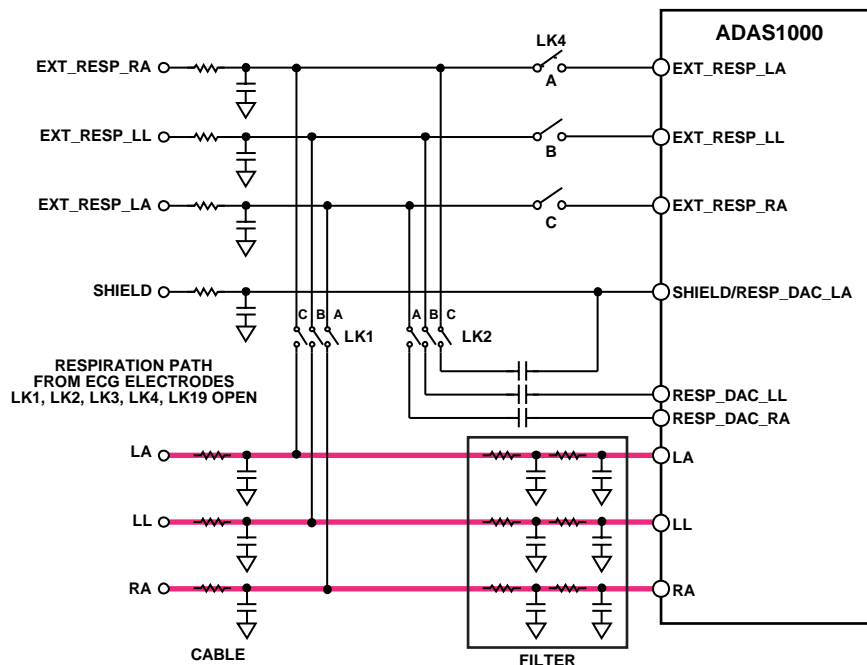 ADAS1000
LK4
EXT_RESP_RA
A
EXT_RESP_LA
EXT_RESP_LL
B
EXT_RESP_LL
EXT_RESP_LA
C
EXT_RESP_RA
SHIELD
SHIELD/RESP_DAC_LA
C B A
LK1
A B C
LK2
RESPIRATION PATH
FROM ECG ELECTRODES
LK1, LK2, LK3, LK4, LK19 OPEN
RESP_DAC_LL
RESP_DAC_RA
LA
LA
LL
LL
RA
RA
CABLE
FILTER